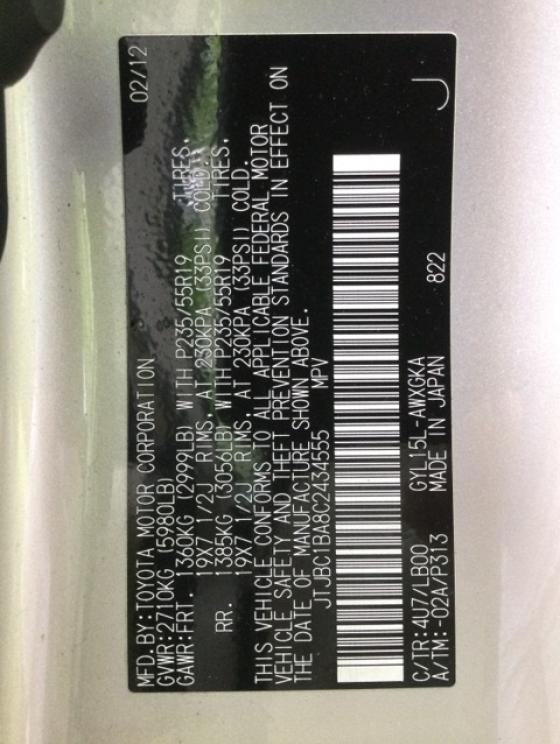 MFD.BY:TOYOTA MOTOR CORPORATION 02/12
GVWR:2710KG (5980LB)
GAWR:FRT. 1360KG (2999LB) WITH P235/55R19 TIRES,
19X7 1/2J RIMS, AT 230KPA (33PSI) COLD.
RR. 1385KG (3056LB) WITH P235/55R19 TIRES,
19X7 1/2J RIMS, AT 230KPA (33PSI) COLD.
THIS VEHICLE CONFORMS TO ALL APPLICABLE FEDERAL MOTOR
VEHICLE SAFETY AND THEFT PREVENTION STANDARDS IN EFFECT ON
THE DATE OF MANUFACTURE SHOWN ABOVE.
JTJBC1BA8C2434555 MPV
C/TR:4U7/LB00 GYL15L-AWXGKA
A/TM:-02A/P313 MADE IN JAPAN 822
J